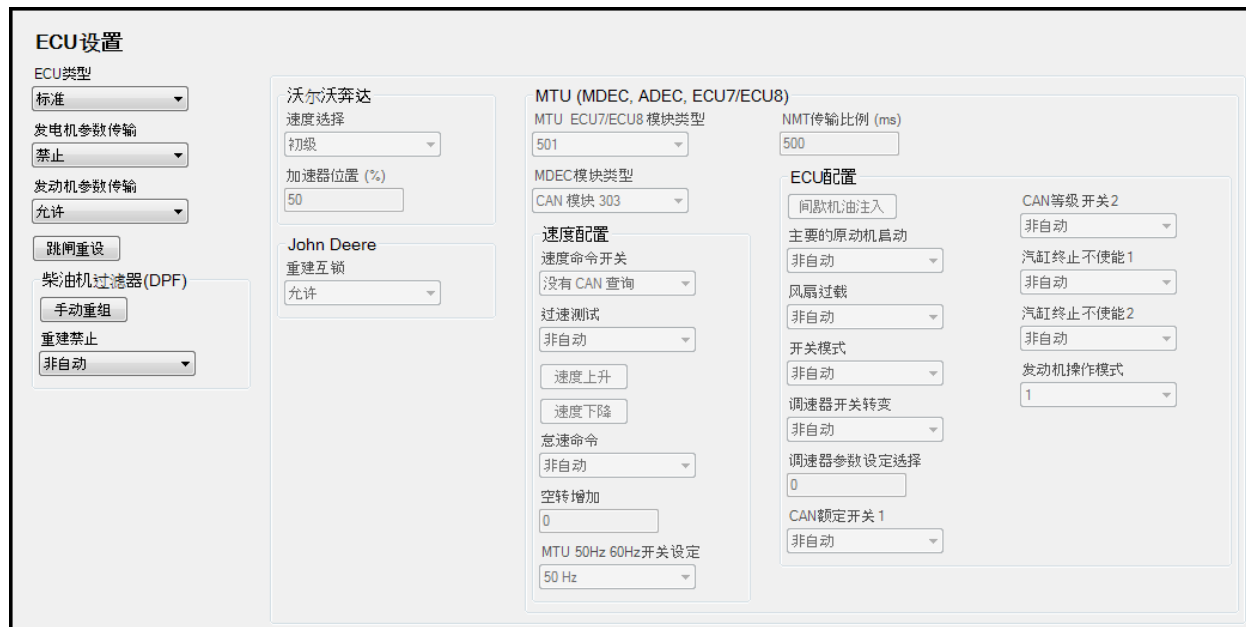 ECU设置
ECU类型
标准
发电机参数传输
禁止
发动机参数传输
允许
跳闸重设
柴油机过滤器(DPF)
手动重组
重建禁止
非自动
沃尔沃奔达
速度选择
初级
加速器位置 (%)
50
John Deere
重建互锁
允许
MTU (MDEC, ADEC, ECU7/ECU8)
MTU ECU7/ECU8 模块类型
501
MDEC模块类型
CAN 模块 303
速度配置
速度命令开关
没有 CAN 查询
过速测试
非自动
速度上升
速度下降
怠速命令
非自动
空转增加
0
MTU 50Hz 60Hz开关设定
50 Hz
NMT传输比例 (ms)
500
ECU配置
间歇机油注入
主要的原动机启动
非自动
风扇过载
非自动
开关模式
非自动
调速器开关转变
非自动
调速器参数设定选择
0
CAN额定开关 1
非自动
CAN等级 开关2
非自动
汽缸终止不使能1
非自动
汽缸终止不使能2
非自动
发动机操作模式
1